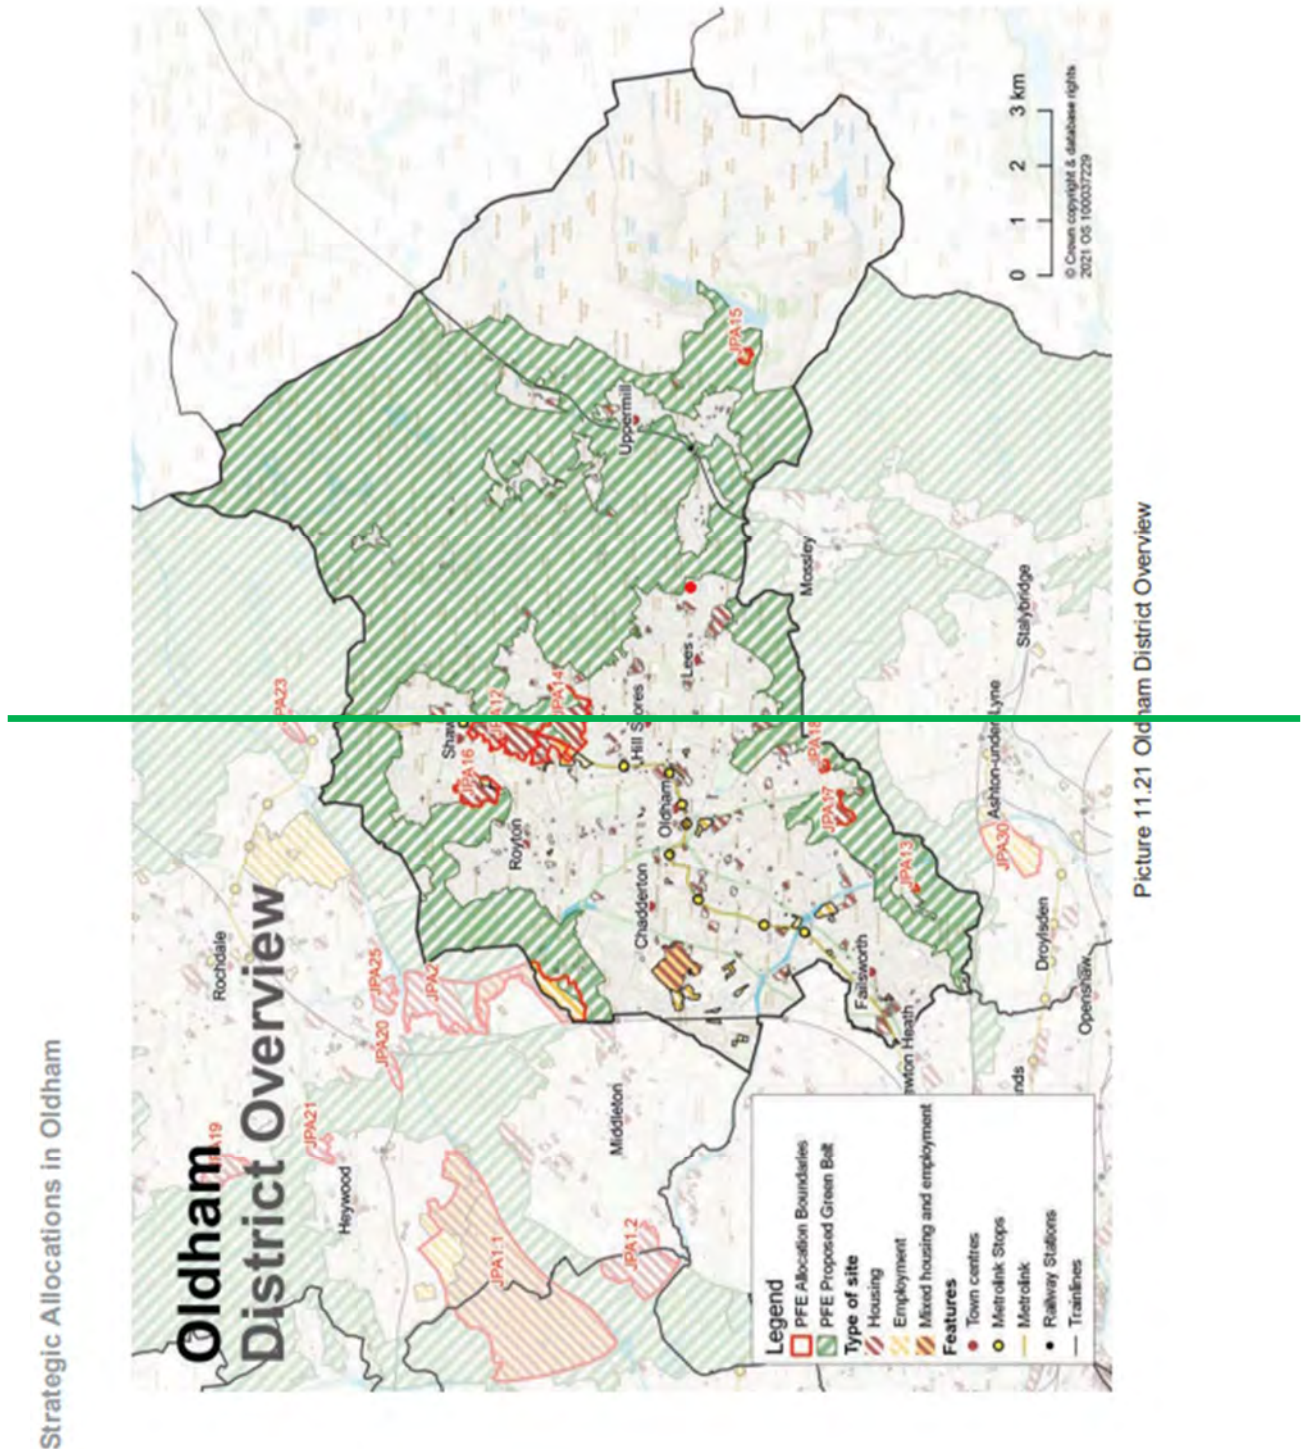 Strategic Allocations in Oldham
Oldham
District Overview
JPA19
JPA21
Heywood
JPA1.1
JPA1.2
Middleton
JPA20
JPA25
JPA2
Rochdale
JPA23
Shaw
JPA16
JPA12
JPA14
Royton
Chadderton
Oldham
Lees
Uppermill
JPA15
Failsworth
JPA13
JPA17
JPA18
Mossley
Stalybridge
Ashton-under-Lyne
JPA30
Droylsden
Openshaw
wton Heath
nds
Legend
PFE Allocation Boundaries
PFE Proposed Green Belt
Type of site
Housing
Employment
Mixed housing and employment
Features
Town centres
Metrolink Stops
Metrolink
Railway Stations
Trainlines
0 1 2 3 km
© Crown copyright & database rights
2021 OS 100037229
Picture 11.21 Oldham District Overview